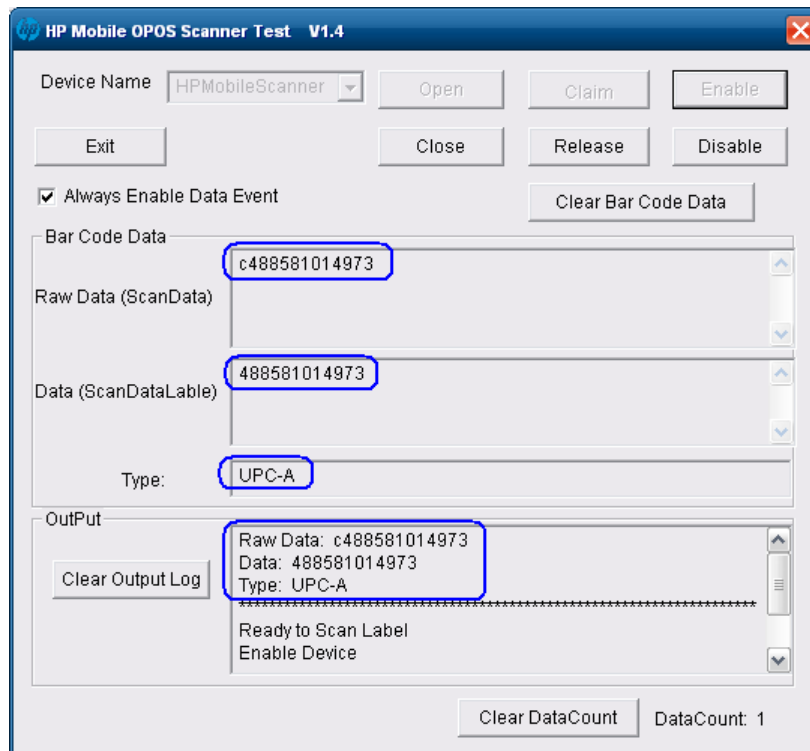 HP Mobile OPOS Scanner Test V1.4
Device Name HPMobileScanner Open Claim Enable
Exit Close Release Disable
Always Enable Data Event Clear Bar Code Data
Bar Code Data
Raw Data (ScanData) c488581014973
Data (ScanDataLable) 488581014973
Type: UPC-A
OutPut
Clear Output Log
Raw Data: c488581014973
Data: 488581014973
Type: UPC-A
***********************************************************************
Ready to Scan Label
Enable Device
Clear DataCount DataCount: 1